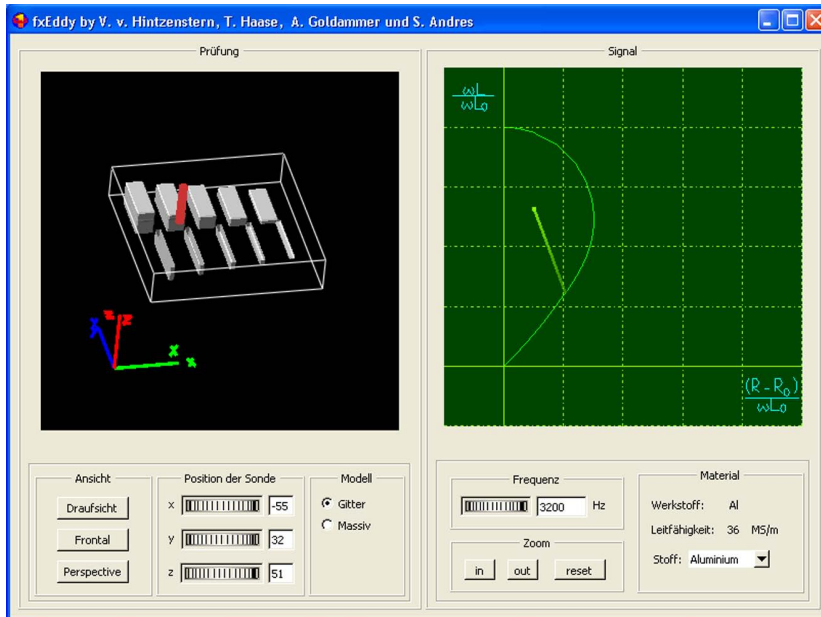 fxEddy by V. v. Hintzenstern, T. Haase, A. Goldammer und S. Andres
Prüfung
z z
x x
Signal
ωL
ωL₀
(R - R₀)
ωL₀
Ansicht
Draufsicht
Frontal
Perspective
Position der Sonde
x -55
y 32
z 51
Modell
Gitter
Massiv
Frequenz
3200 Hz
Zoom
in out reset
Material
Werkstoff: Al
Leitfähigkeit: 36 MS/m
Stoff: Aluminium